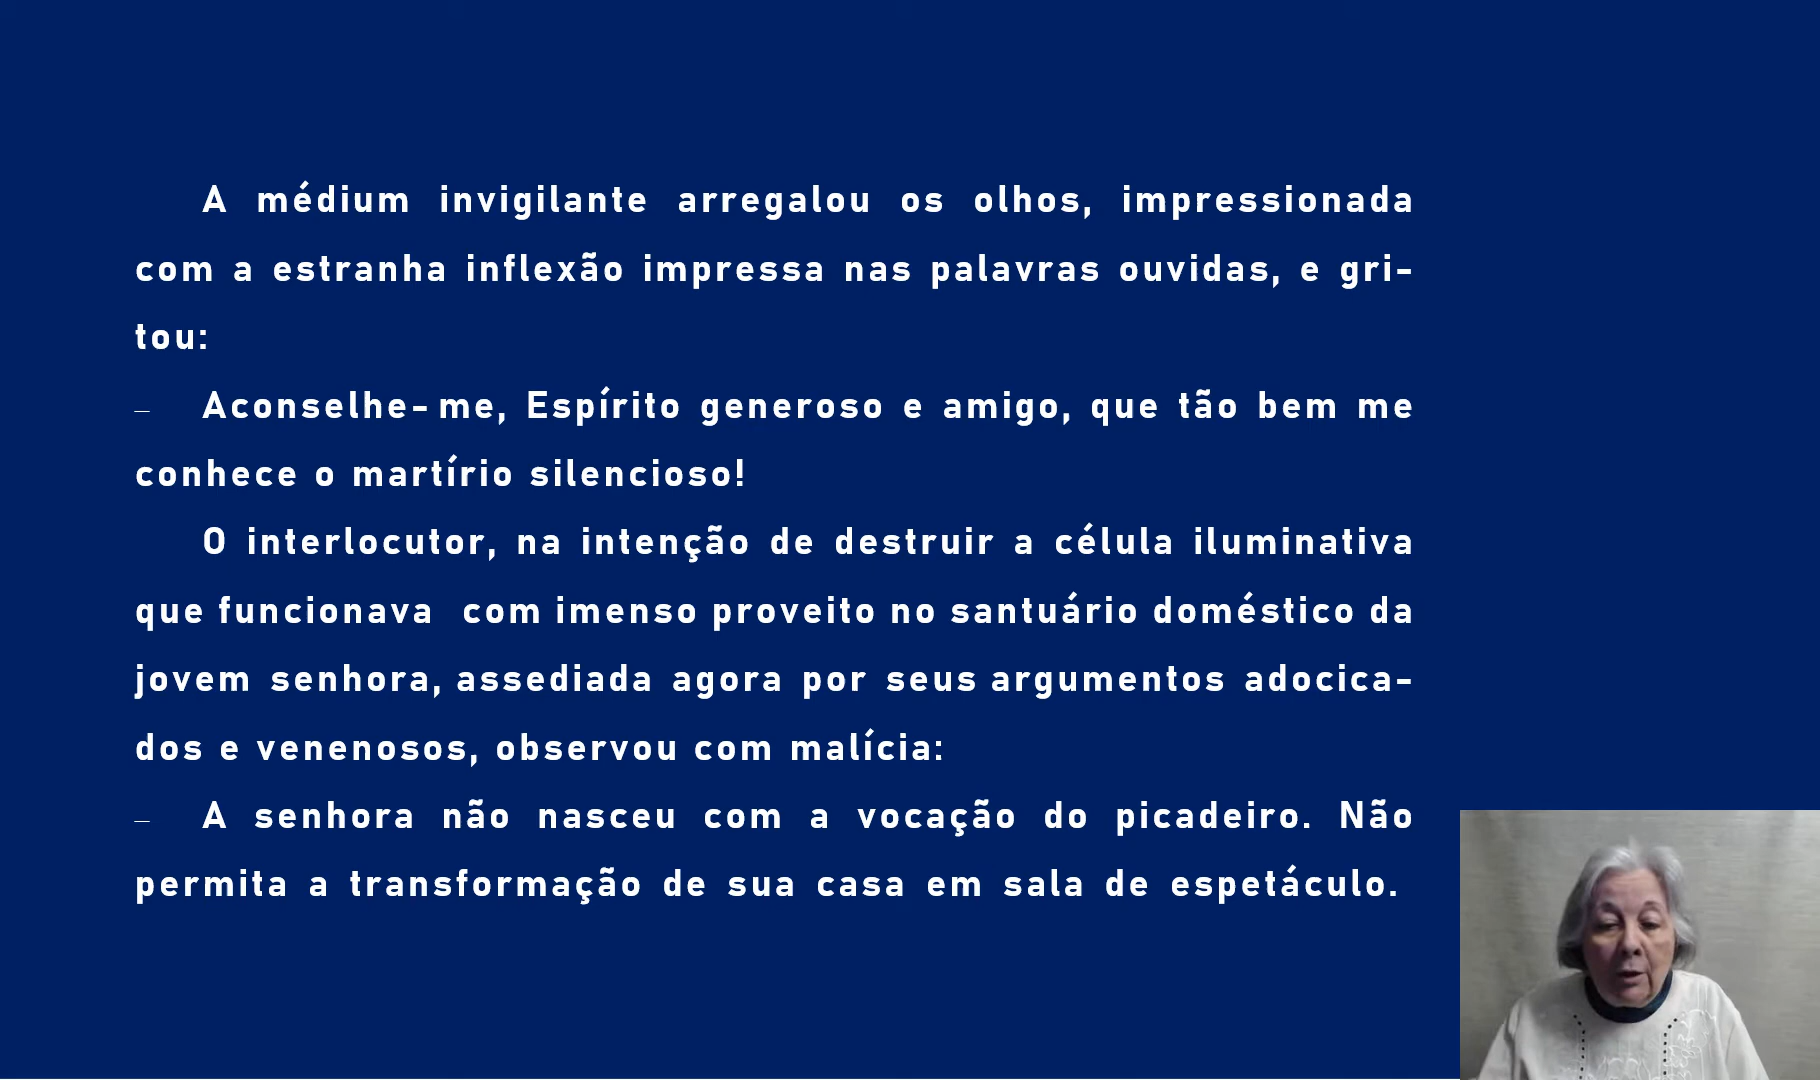 A médium invigilante arregalou os olhos, impressionada
com a estranha inflexão impressa nas palavras ouvidas, e gri-
tou:
– Aconselhe-me, Espírito generoso e amigo, que tão bem me
conhece o martírio silencioso!
O interlocutor, na intenção de destruir a célula iluminativa
que funcionava com imenso proveito no santuário doméstico da
jovem senhora, assediada agora por seus argumentos adocica-
dos e venenosos, observou com malícia:
– A senhora não nasceu com a vocação do picadeiro. Não
permita a transformação de sua casa em sala de espetáculo.